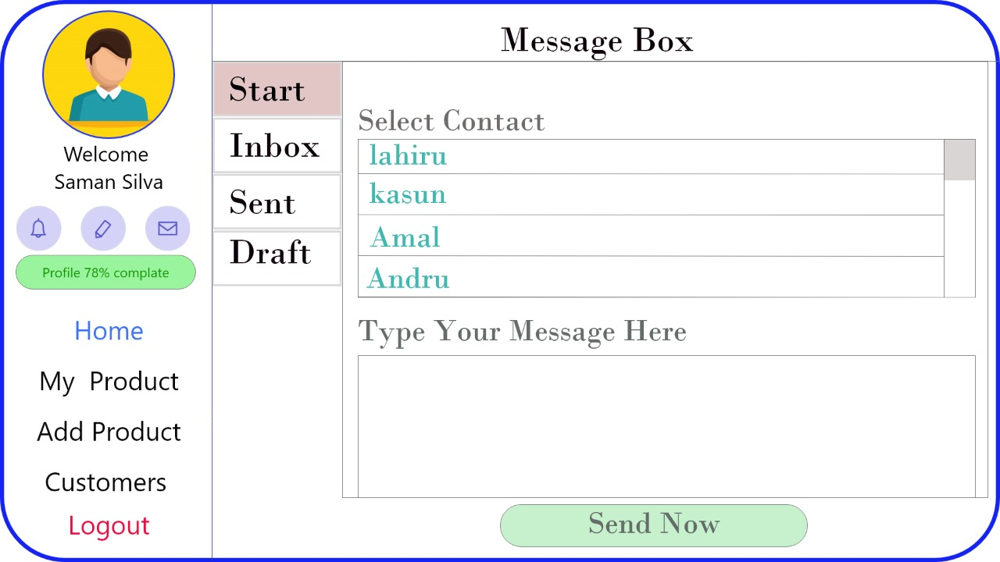 Welcome
Saman Silva
Profile 78% complate
Home
My Product
Add Product
Customers
Logout
Message Box
Start
Inbox
Sent
Draft
Select Contact
lahiru
kasun
Amal
Andru
Type Your Message Here
Send Now